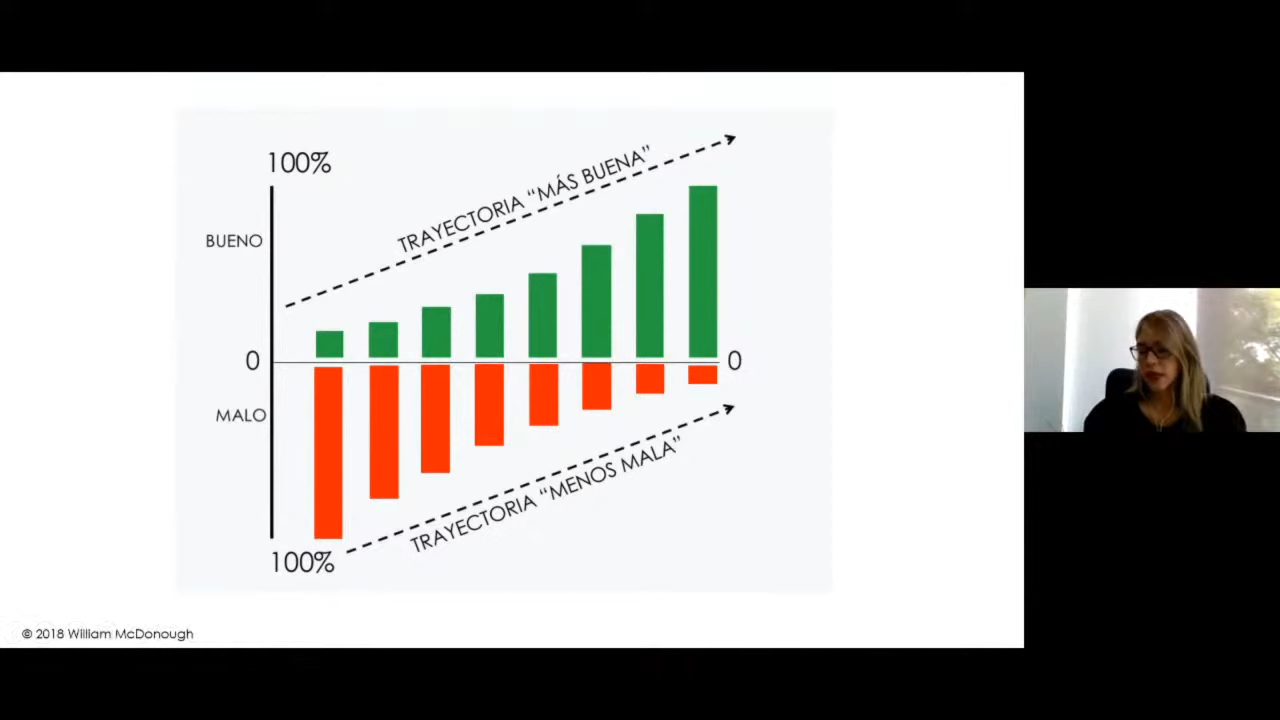 100%
TRAYECTORIA “MÁS BUENA”
BUENO
0
0
MALO
TRAYECTORIA “MENOS MALA”
100%
© 2018 William McDonough